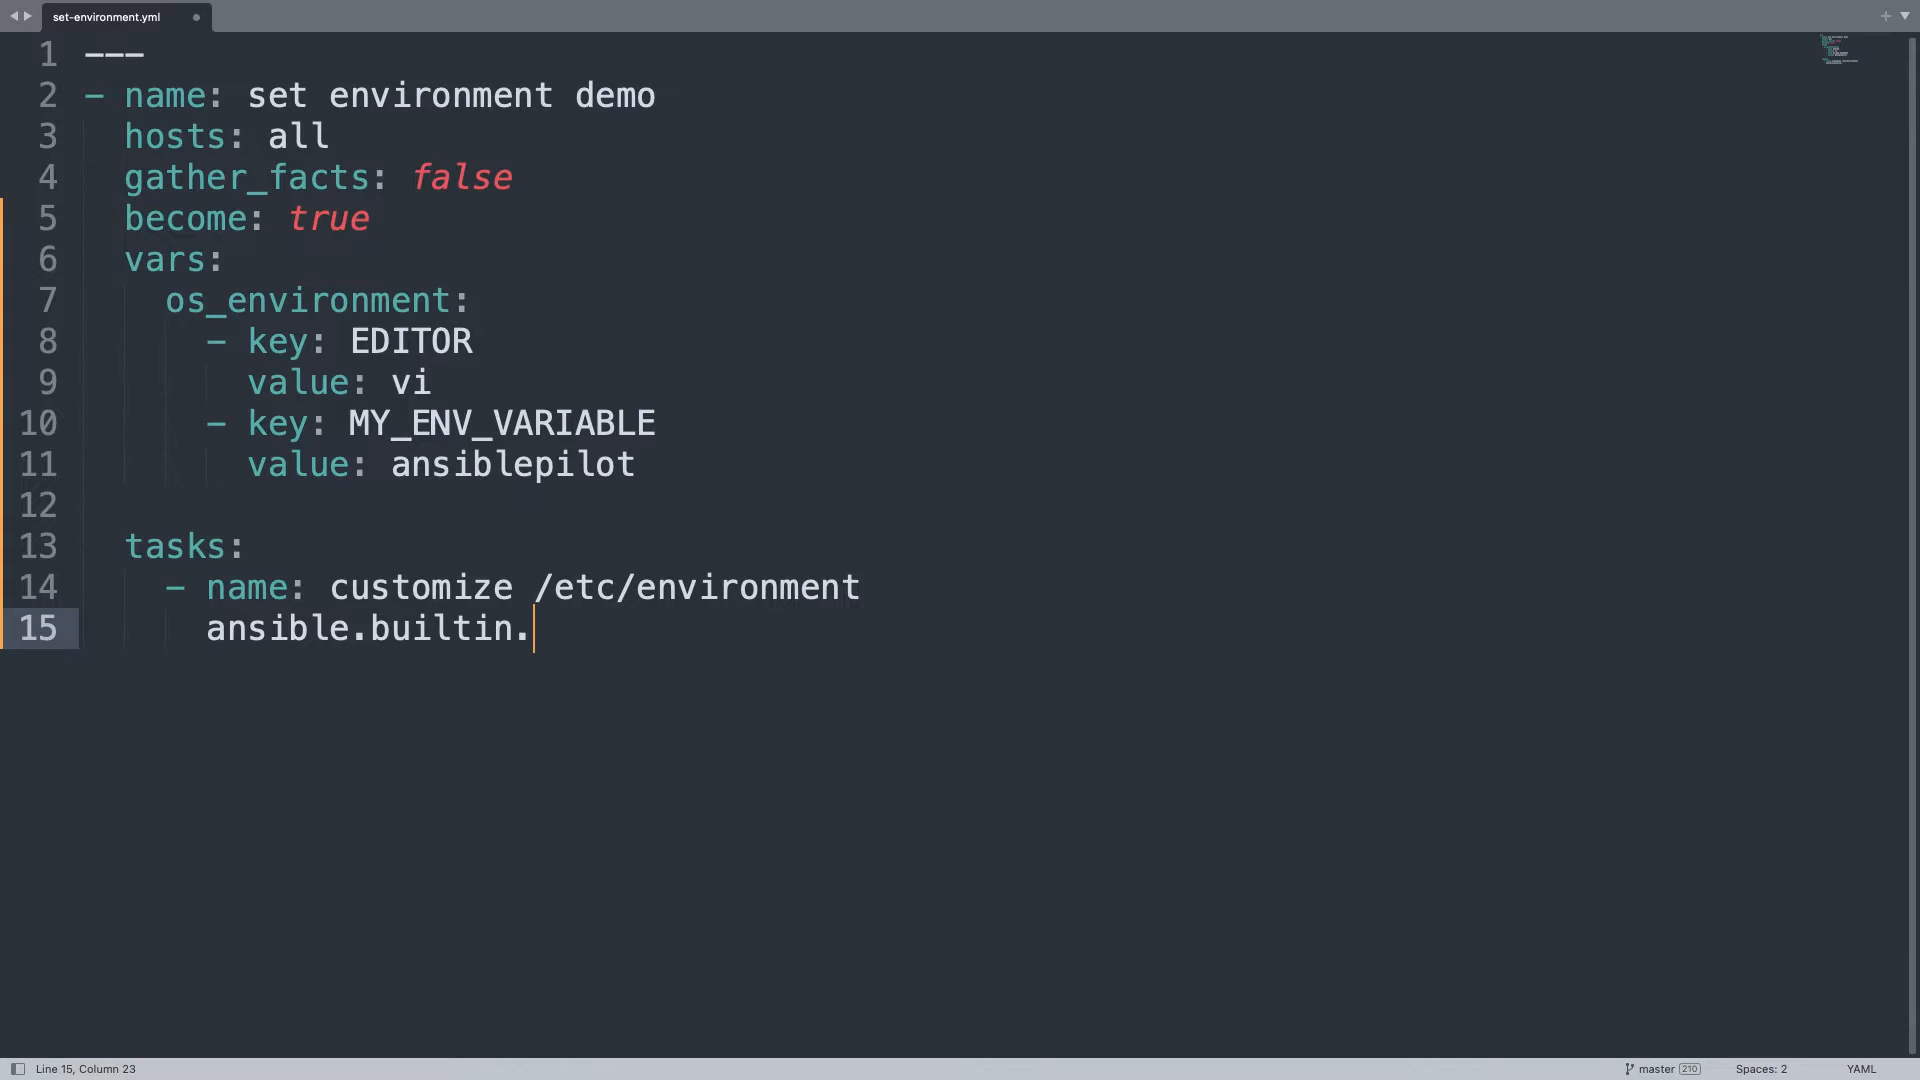 set-environment.yml
1 ---
2 - name: set environment demo
3   hosts: all
4   gather_facts: false
5   become: true
6   vars:
7     os_environment:
8       - key: EDITOR
9         value: vi
10       - key: MY_ENV_VARIABLE
11         value: ansiblepilot
12
13   tasks:
14     - name: customize /etc/environment
15       ansible.builtin.
Line 15, Column 23
master 210
Spaces: 2
YAML